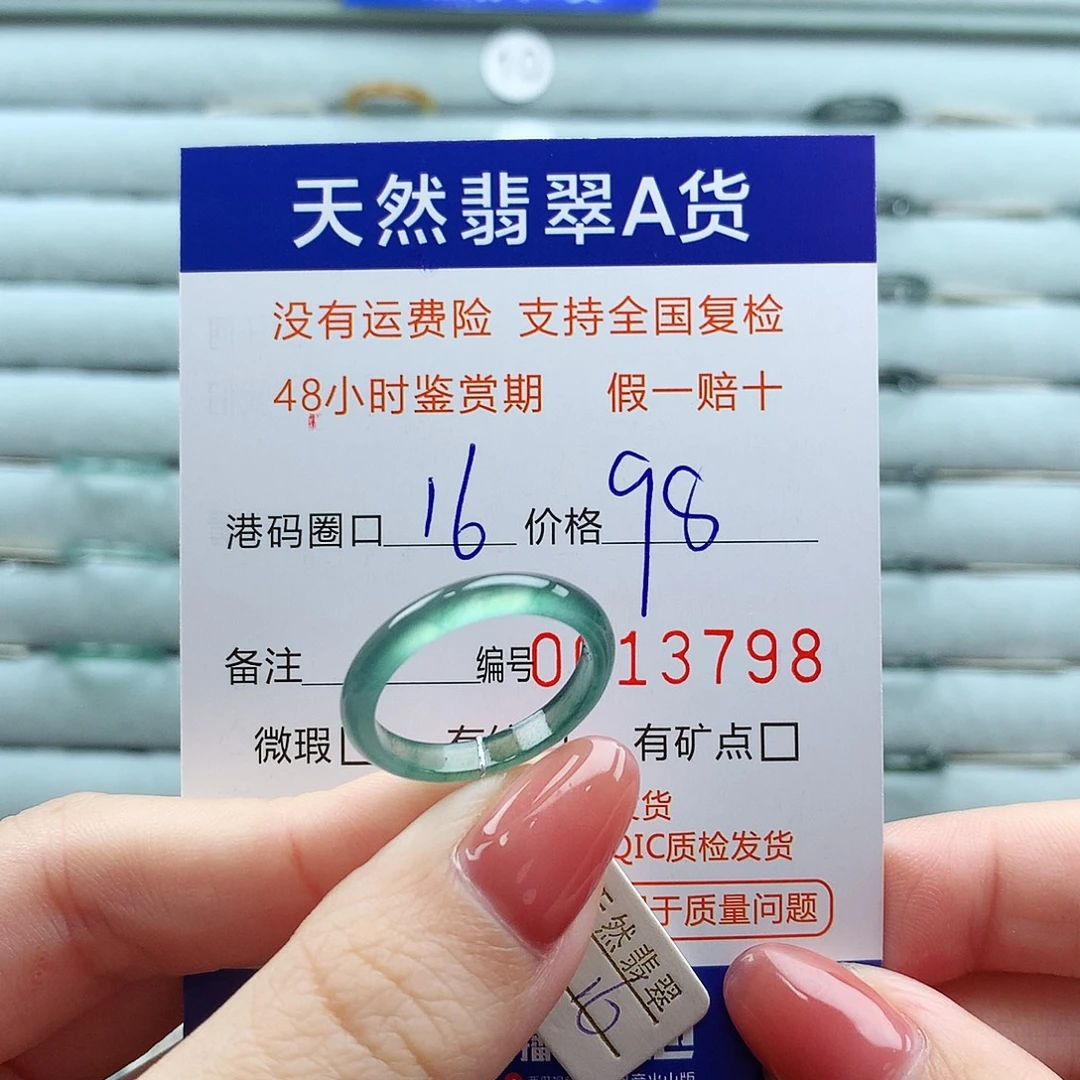 天然翡翠A货
没有运费险 支持全国复检
48小时鉴赏期 假一赔十
港码圈口 16 价格 98
备注 编号 13798
微瑕 有 有矿点□
货
QIC质检发货
于质量问题
然翡翠
16